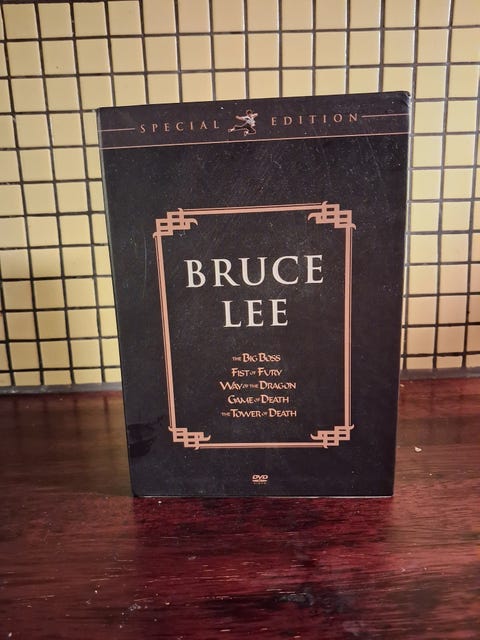 SPECIAL EDITION
BRUCE
LEE
THE BIG BOSS
FIST OF FURY
WAY OF THE DRAGON
GAME OF DEATH
THE TOWER OF DEATH
DVD
VIDEO